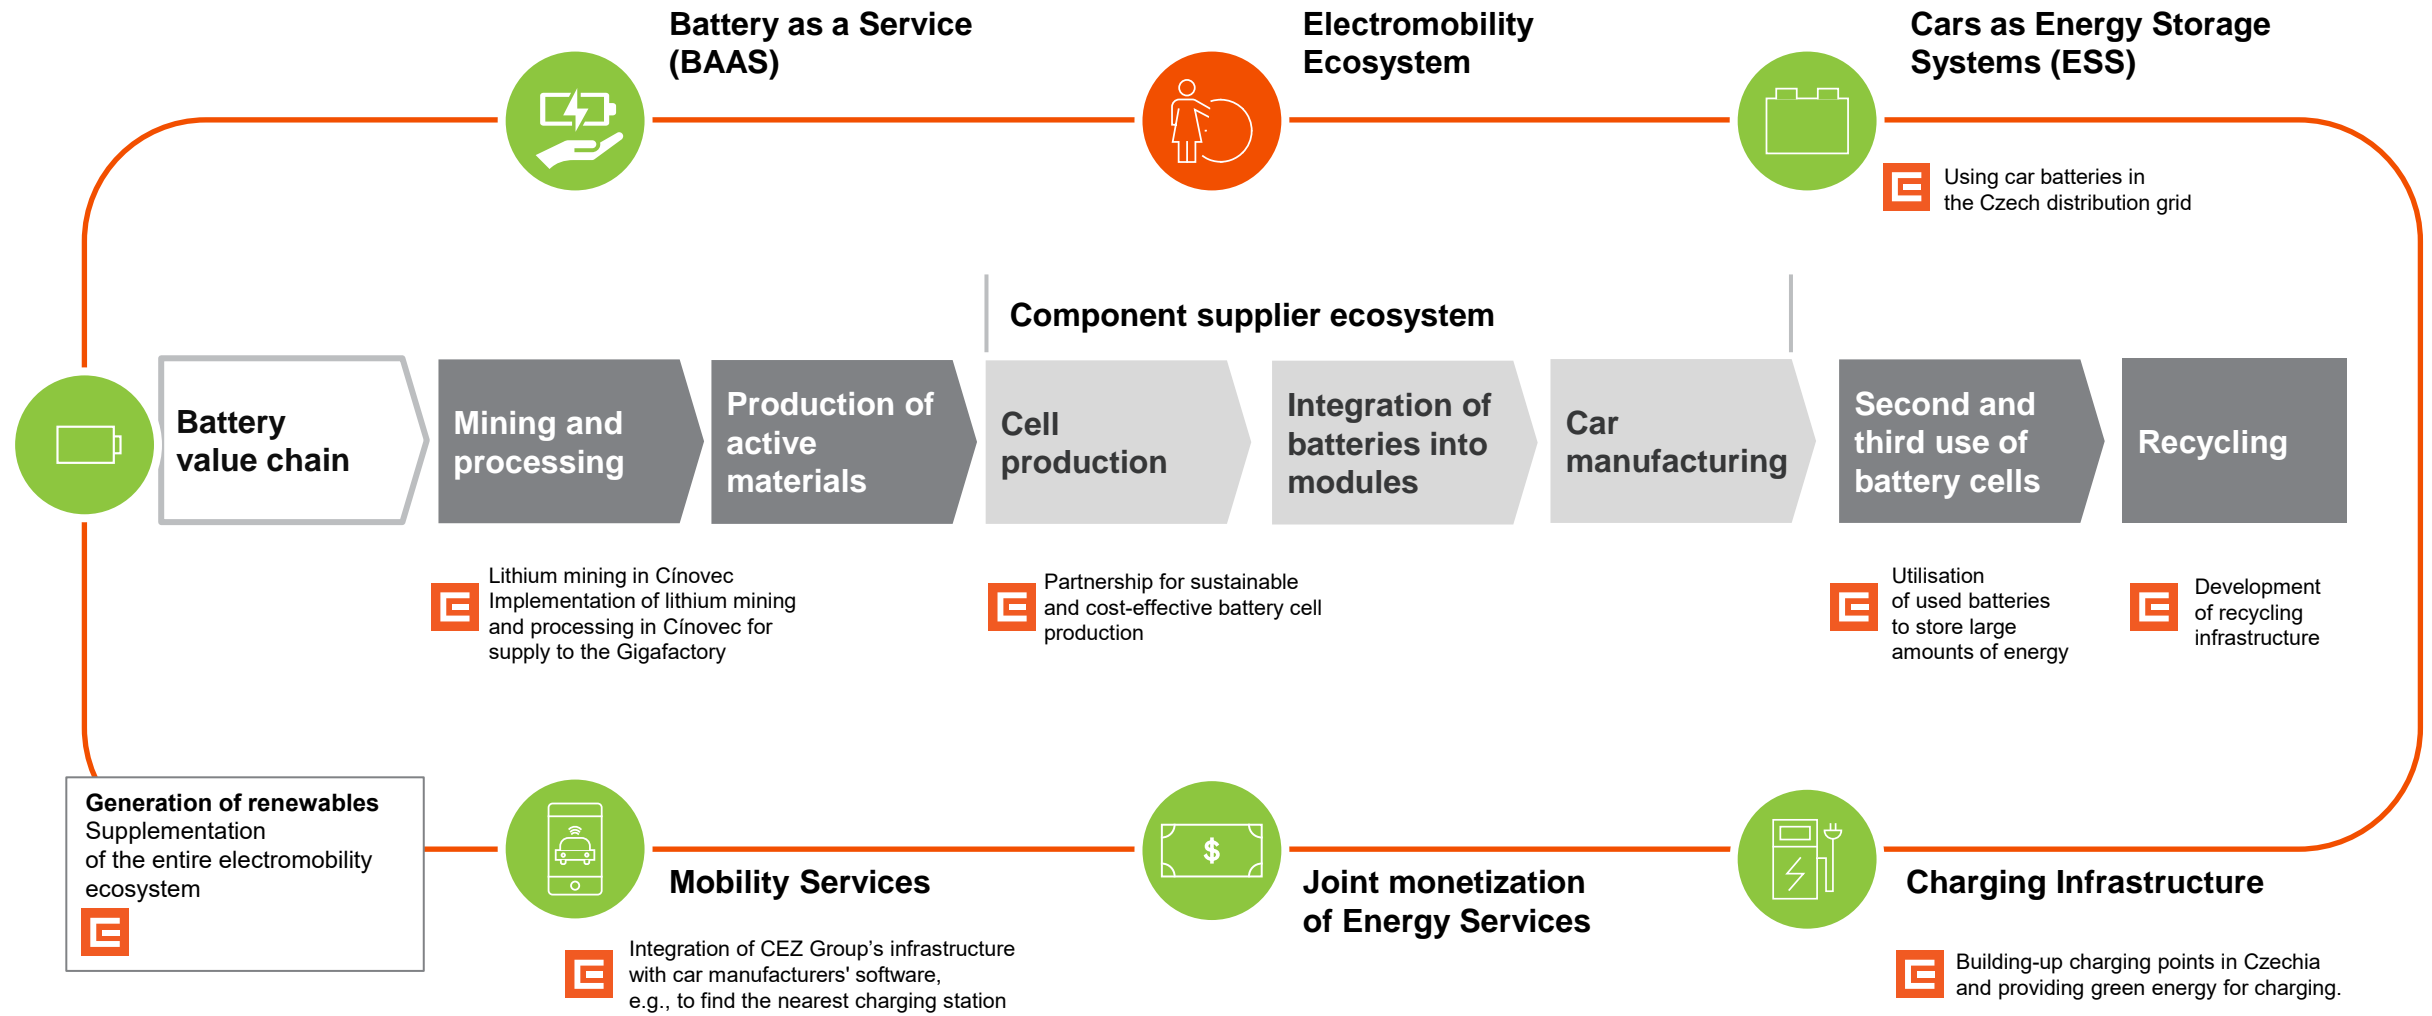 Battery as a Service
(BAAS)
Electromobility
Ecosystem
Cars as Energy Storage
Systems (ESS)
Using car batteries in
the Czech distribution grid
Component supplier ecosystem
Battery
value chain
Mining and
processing
Production of
active
materials
Cell
production
Integration of
batteries into
modules
Car
manufacturing
Second and
third use of
battery cells
Recycling
Lithium mining in Cínovec
Implementation of lithium mining
and processing in Cínovec for
supply to the Gigafactory
Partnership for sustainable
and cost-effective battery cell
production
Utilisation
of used batteries
to store large
amounts of energy
Development
of recycling
infrastructure
Generation of renewables
Supplementation
of the entire electromobility
ecosystem
Mobility Services
Integration of CEZ Group’s infrastructure
with car manufacturers' software,
e.g., to find the nearest charging station
$
Joint monetization
of Energy Services
Charging Infrastructure
Building-up charging points in Czechia
and providing green energy for charging.